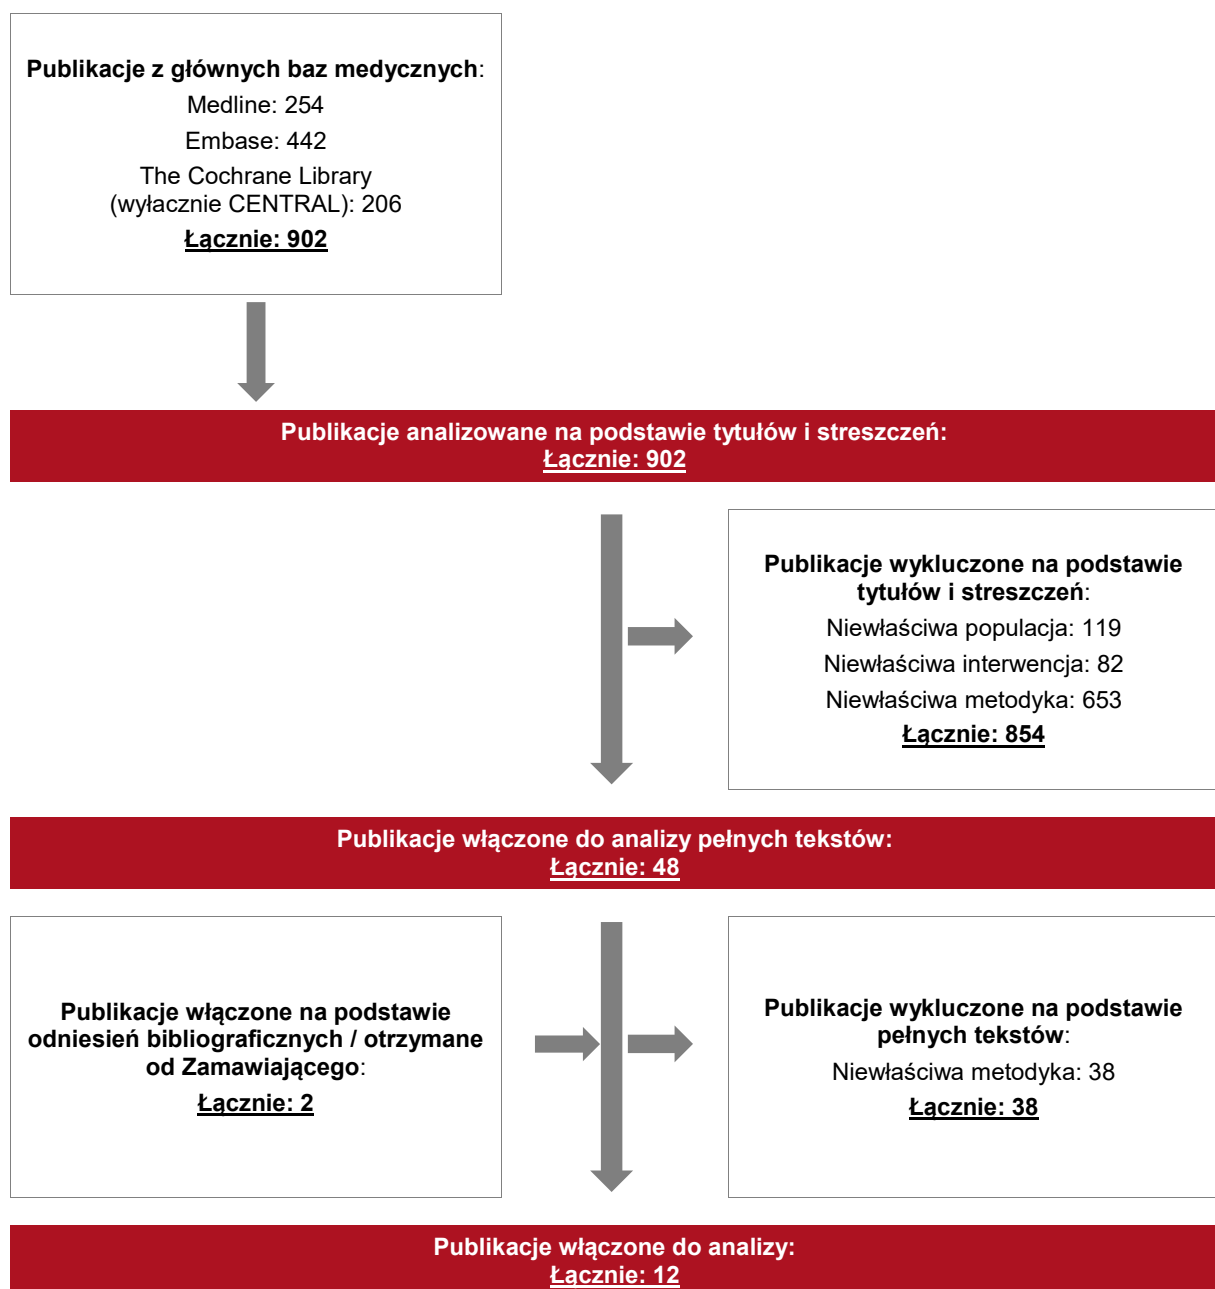 Publikacje z głównych baz medycznych:
Medline: 254
Embase: 442
The Cochrane Library
(wyłacznie CENTRAL): 206
Łącznie: 902
Publikacje analizowane na podstawie tytułów i streszczeń:
Łącznie: 902
Publikacje wykluczone na podstawie
tytułów i streszczeń:
Niewłaściwa populacja: 119
Niewłaściwa interwencja: 82
Niewłaściwa metodyka: 653
Łącznie: 854
Publikacje włączone do analizy pełnych tekstów:
Łącznie: 48
Publikacje włączone na podstawie
odniesień bibliograficznych / otrzymane
od Zamawiającego:
Łącznie: 2
Publikacje wykluczone na podstawie
pełnych tekstów:
Niewłaściwa metodyka: 38
Łącznie: 38
Publikacje włączone do analizy:
Łącznie: 12